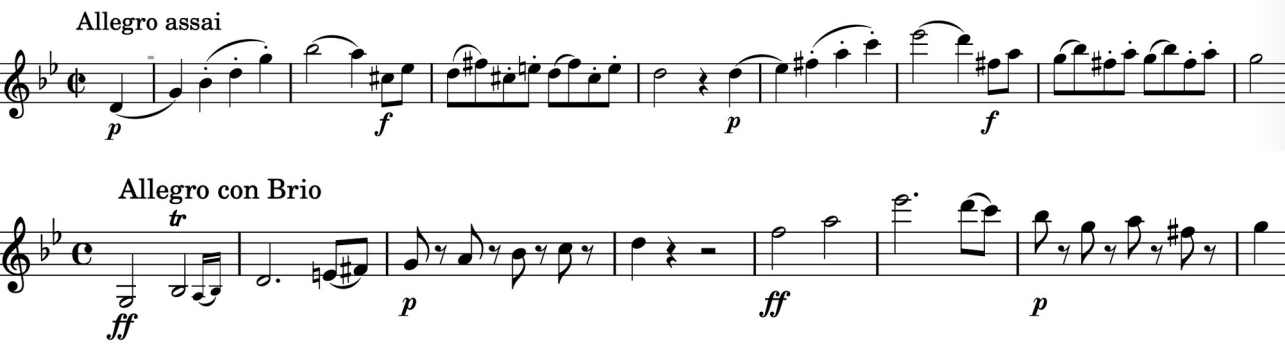 Allegro assai
p f p f
Allegro con Brio
tr
ff p ff p